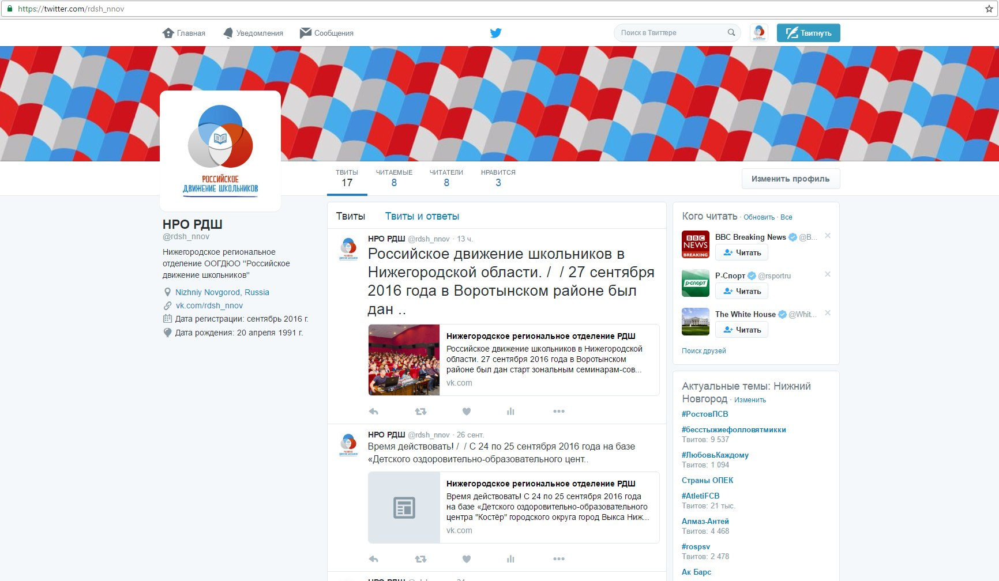 https://twitter.com/rdsh_nnov
Главная
Уведомления
Сообщения
Поиск в Твиттере
Твитнуть
РОССИЙСКОЕ
ДВИЖЕНИЕ ШКОЛЬНИКОВ
ТВИТЫ
17
ЧИТАЕМЫЕ
8
ЧИТАТЕЛИ
8
НРАВИТСЯ
3
Изменить профиль
НРО РДШ
@rdsh_nnov
Нижегородское региональное
отделение ООГДЮО "Российское
движение школьников"
Nizhniy Novgorod, Russia
vk.com/rdsh_nnov
Дата регистрации: сентябрь 2016 г.
Дата рождения: 20 апреля 1991 г.
Твиты
Твиты и ответы
НРО РДШ @rdsh_nnov · 13 ч.
Российское движение школьников в
Нижегородской области. / / 27 сентября
2016 года в Воротынском районе был
дан ..
Нижегородское региональное отделение РДШ
Российское движение школьников в Нижегородской
области. 27 сентября 2016 года в Воротынском
районе был дан старт зональным семинарам-сов...
vk.com
НРО РДШ @rdsh_nnov · 26 сент.
Время действовать! / / С 24 по 25 сентября 2016 года на базе
«Детского оздоровительно-образовательного цент..
Нижегородское региональное отделение РДШ
Время действовать! С 24 по 25 сентября 2016 года
на базе «Детского оздоровительно-образовательного
центра "Костёр" городского округа город Выкса Ниж...
vk.com
Кого читать · Обновить · Все
BBC
NEWS
BREAKING
BBC Breaking News @B...
Читать
Р-СПОРТ
Р-Спорт @rsportru
Читать
The White House @Whit...
Читать
Поиск друзей
Актуальные темы: Нижний
Новгород · Изменить
#РостовПСВ
#бесстыжиефолловятмикки
Твитов: 9 537
#ЛюбовьКаждому
Твитов: 1 094
Страны ОПЕК
#AtletiFCB
Твитов: 21 тыс.
Алмаз-Антей
Твитов: 4 468
#rospsv
Твитов: 2 478
Ак Барс